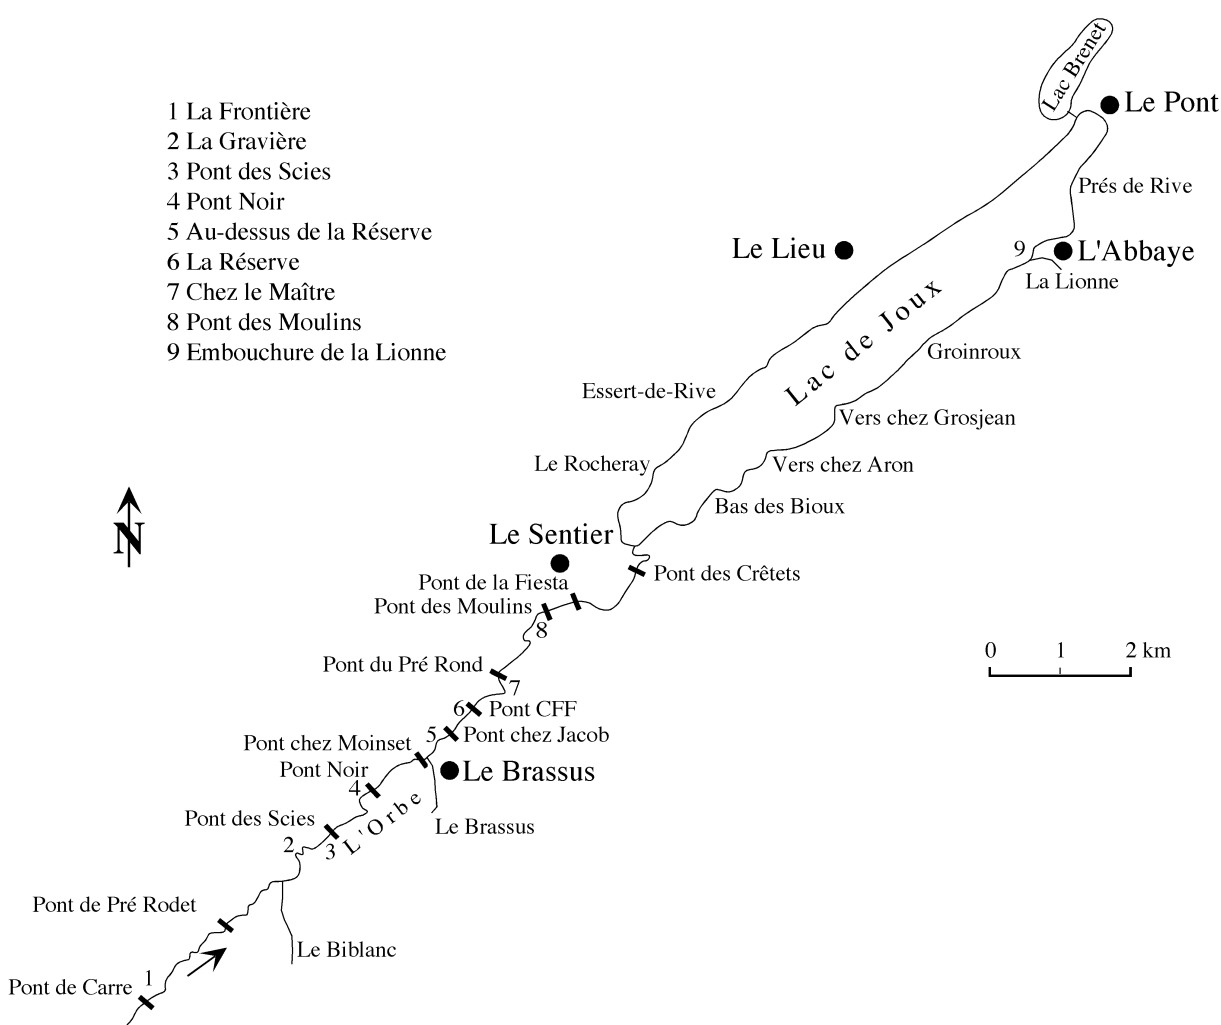 Lac Brenet
Le Pont
1 La Frontière
2 La Gravière
3 Pont des Scies
4 Pont Noir
5 Au-dessus de la Réserve
6 La Réserve
7 Chez le Maître
8 Pont des Moulins
9 Embouchure de la Lionne
Prés de Rive
Le Lieu
9
L'Abbaye
La Lionne
Lac de Joux
Groinroux
Essert-de-Rive
Vers chez Grosjean
Le Rocheray
Vers chez Aron
Bas des Bioux
N
Le Sentier
Pont des Crêtets
Pont de la Fiesta
Pont des Moulins
8
0 1 2 km
Pont du Pré Rond
7
6
Pont CFF
5
Pont chez Jacob
Pont chez Moinset
Pont Noir
Le Brassus
4
L'Orbe
Pont des Scies
Le Brassus
2
3
Pont de Pré Rodet
Le Biblanc
1
Pont de Carre